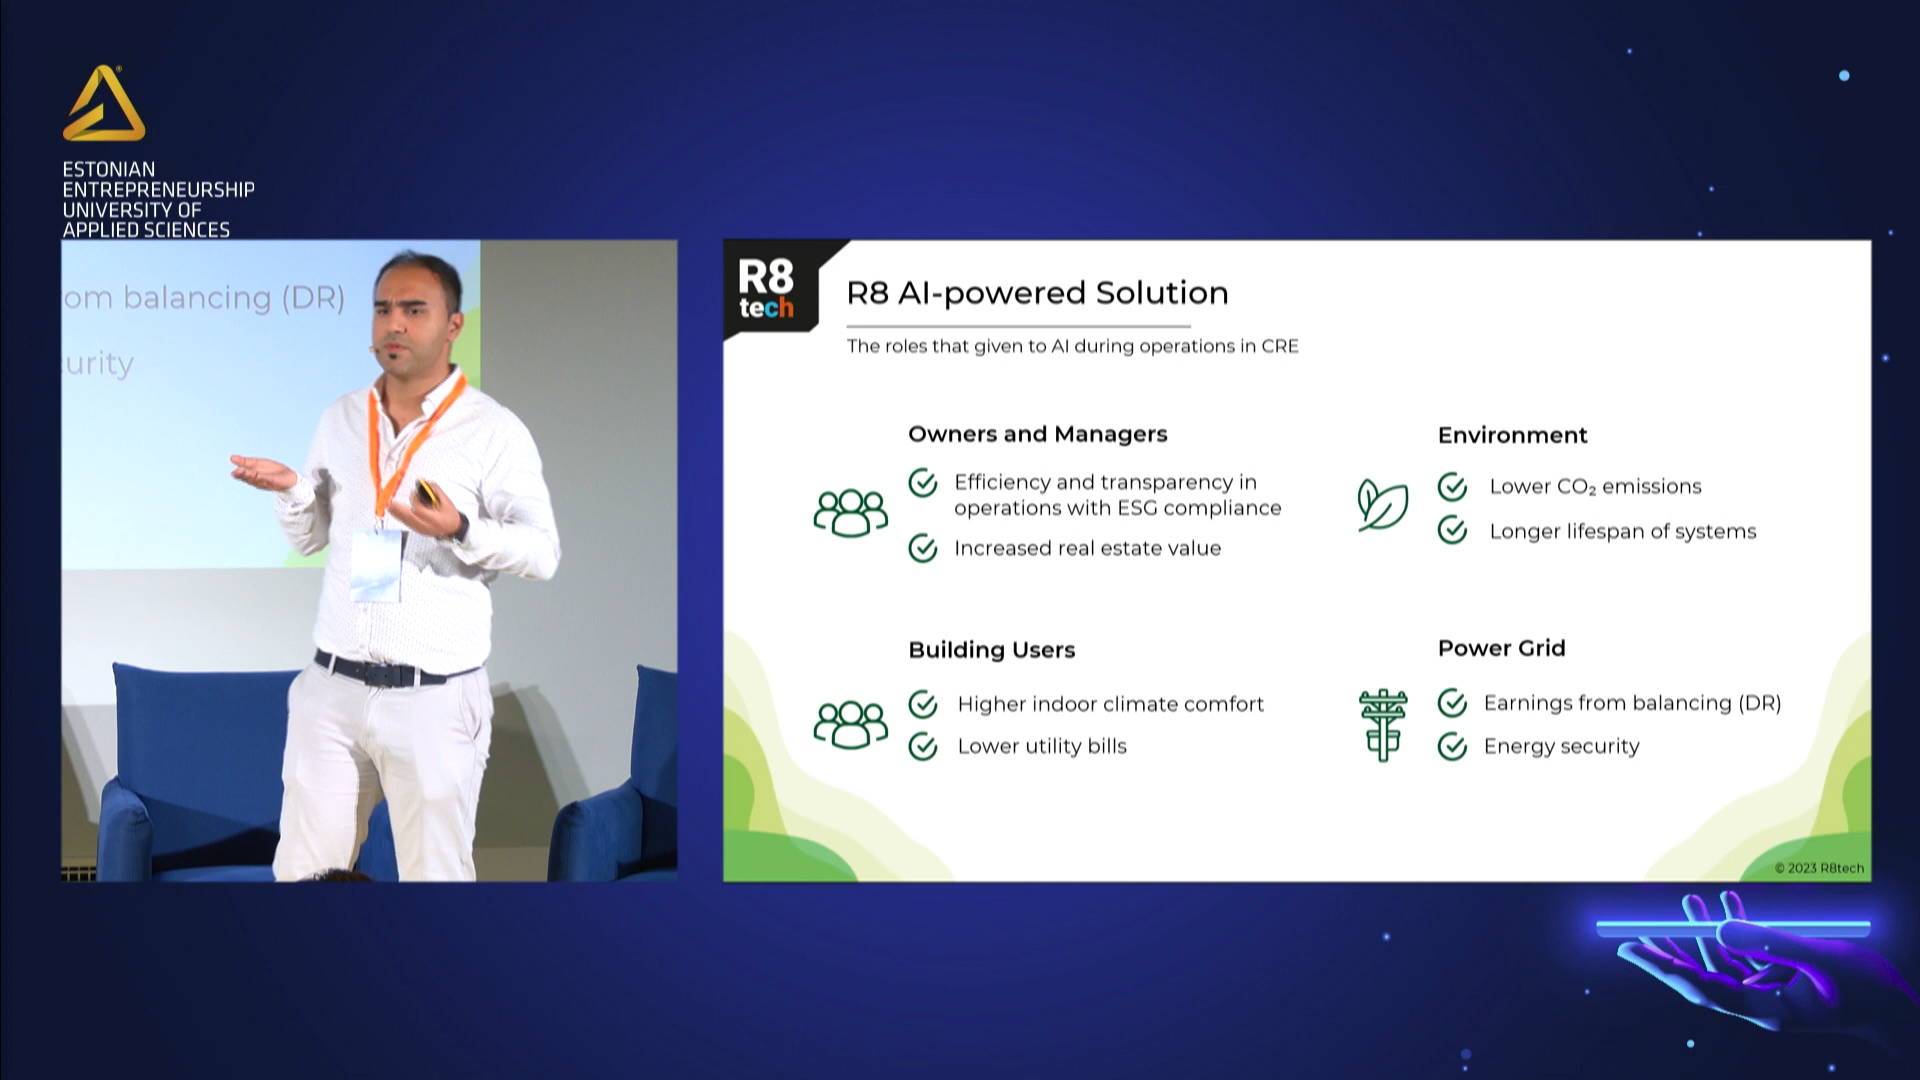 ESTONIAN
ENTREPRENEURSHIP
UNIVERSITY OF
APPLIED SCIENCES
om balancing (DR)
urity
R8
tech
R8 AI-powered Solution
The roles that given to AI during operations in CRE
Owners and Managers
Efficiency and transparency in
operations with ESG compliance
Increased real estate value
Environment
Lower CO₂ emissions
Longer lifespan of systems
Building Users
Higher indoor climate comfort
Lower utility bills
Power Grid
Earnings from balancing (DR)
Energy security
© 2023 R8tech